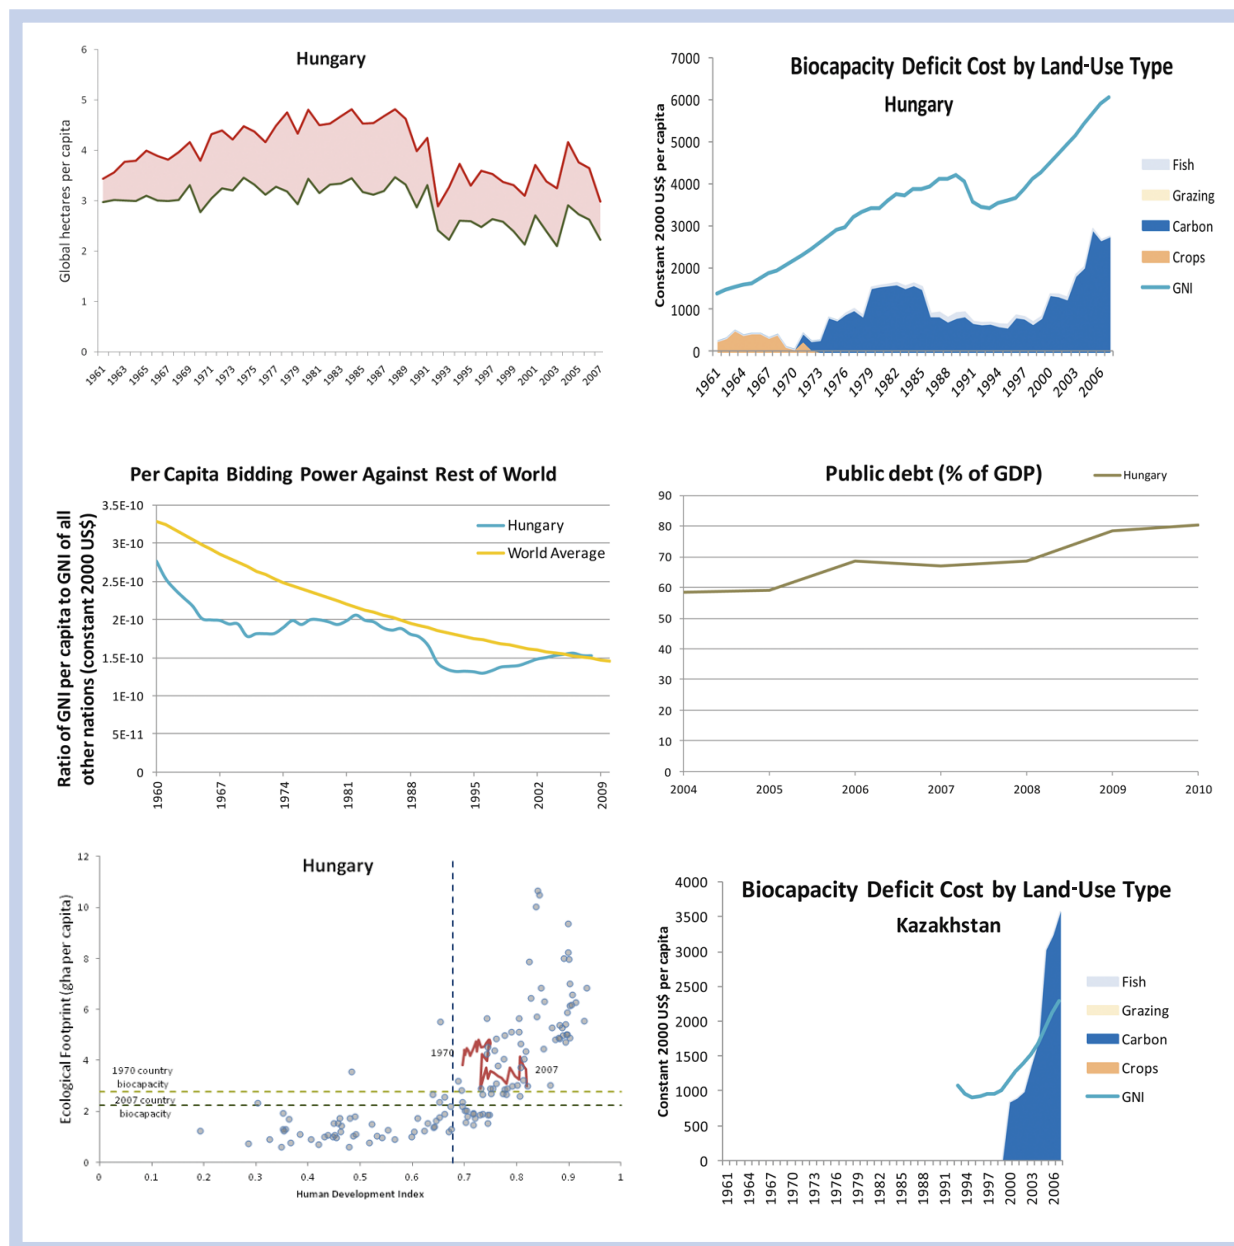 Hungary
Global hectares per capita
6
5
4
3
2
1
0
1961 1963 1965 1967 1969 1971 1973 1975 1977 1979 1981 1983 1985 1987 1989 1991 1993 1995 1997 1999 2001 2003 2005 2007
Biocapacity Deficit Cost by Land-Use Type
Hungary
Constant 2000 US$ per capita
7000
6000
5000
4000
3000
2000
1000
0
1961 1964 1967 1970 1973 1976 1979 1982 1985 1988 1991 1994 1997 2000 2003 2006
Fish
Grazing
Carbon
Crops
GNI
Per Capita Bidding Power Against Rest of World
Ratio of GNI per capita to GNI of all
other nations (constant 2000 US$)
3.5E-10
3E-10
2.5E-10
2E-10
1.5E-10
1E-10
5E-11
0
1960 1967 1974 1981 1988 1995 2002 2009
Hungary
World Average
Public debt (% of GDP)
Hungary
90
80
70
60
50
40
30
20
10
0
2004 2005 2006 2007 2008 2009 2010
Hungary
Ecological Footprint (gha per capita)
12
10
8
6
4
2
0
1970
2007
1970 country
biocapacity
2007 country
biocapacity
0 0.1 0.2 0.3 0.4 0.5 0.6 0.7 0.8 0.9 1
Human Development Index
Biocapacity Deficit Cost by Land-Use Type
Kazakhstan
Constant 2000 US$ per capita
4000
3500
3000
2500
2000
1500
1000
500
0
1961 1964 1967 1970 1973 1976 1979 1982 1985 1988 1991 1994 1997 2000 2003 2006
Fish
Grazing
Carbon
Crops
GNI